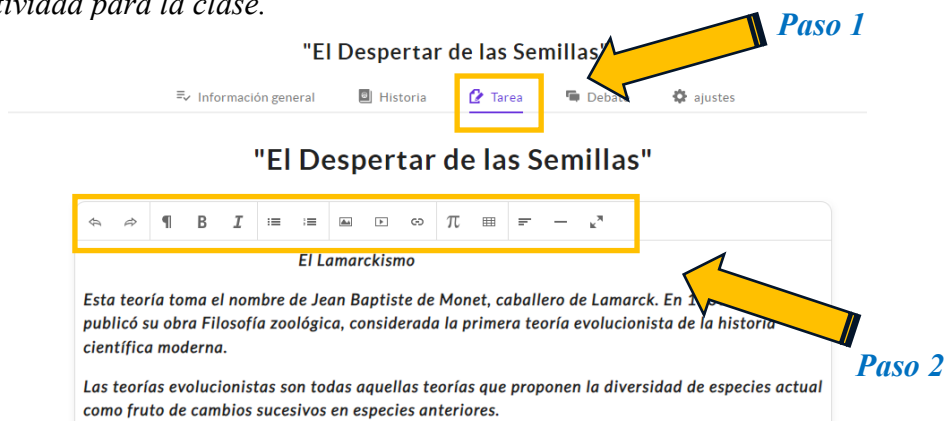 tividad para la clase.
Paso 1
"El Despertar de las Semillas"
Información general Historia Tarea Debate ajustes
"El Despertar de las Semillas"
B I π
El Lamarckismo
Esta teoría toma el nombre de Jean Baptiste de Monet, caballero de Lamarck. En
publicó su obra Filosofía zoológica, considerada la primera teoría evolucionista de la historia
científica moderna.
Paso 2
Las teorías evolucionistas son todas aquellas teorías que proponen la diversidad de especies actual
como fruto de cambios sucesivos en especies anteriores.